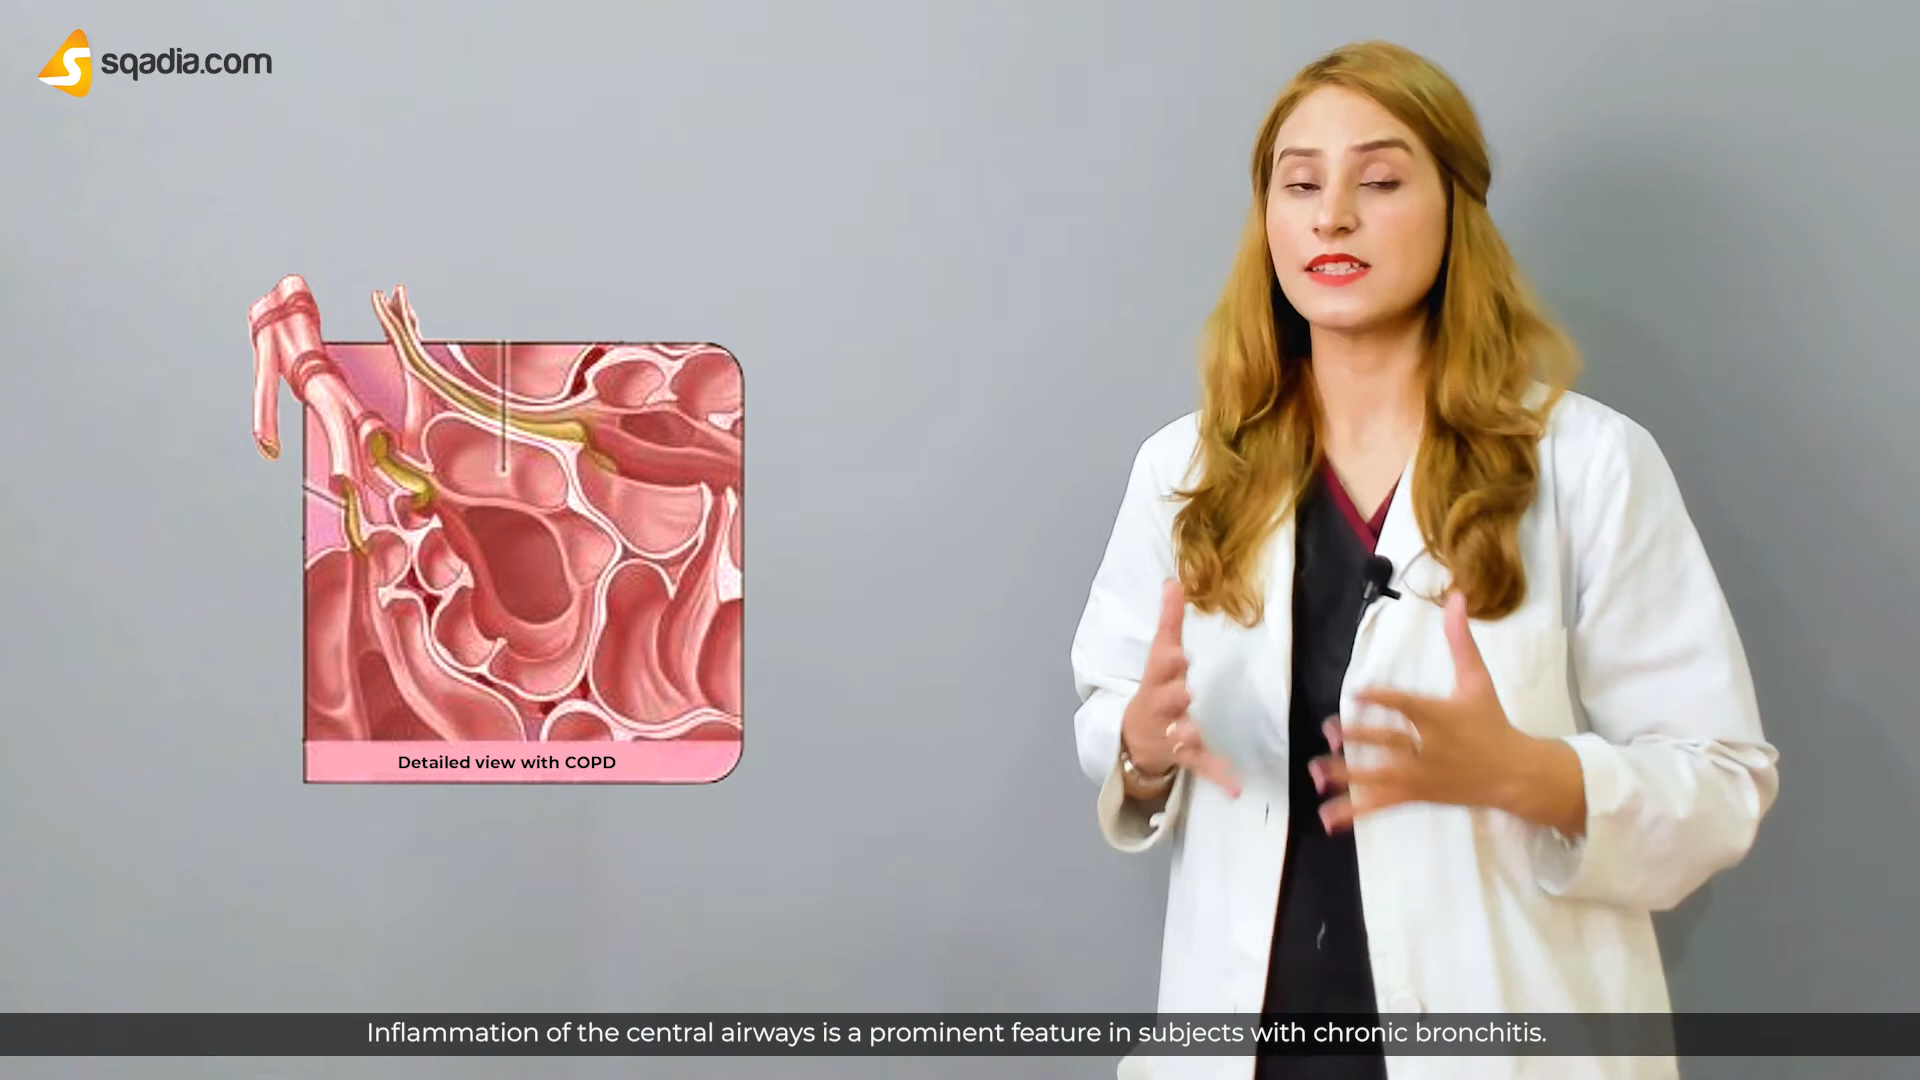 sqadia.com
Detailed view with COPD
Inflammation of the central airways is a prominent feature in subjects with chronic bronchitis.